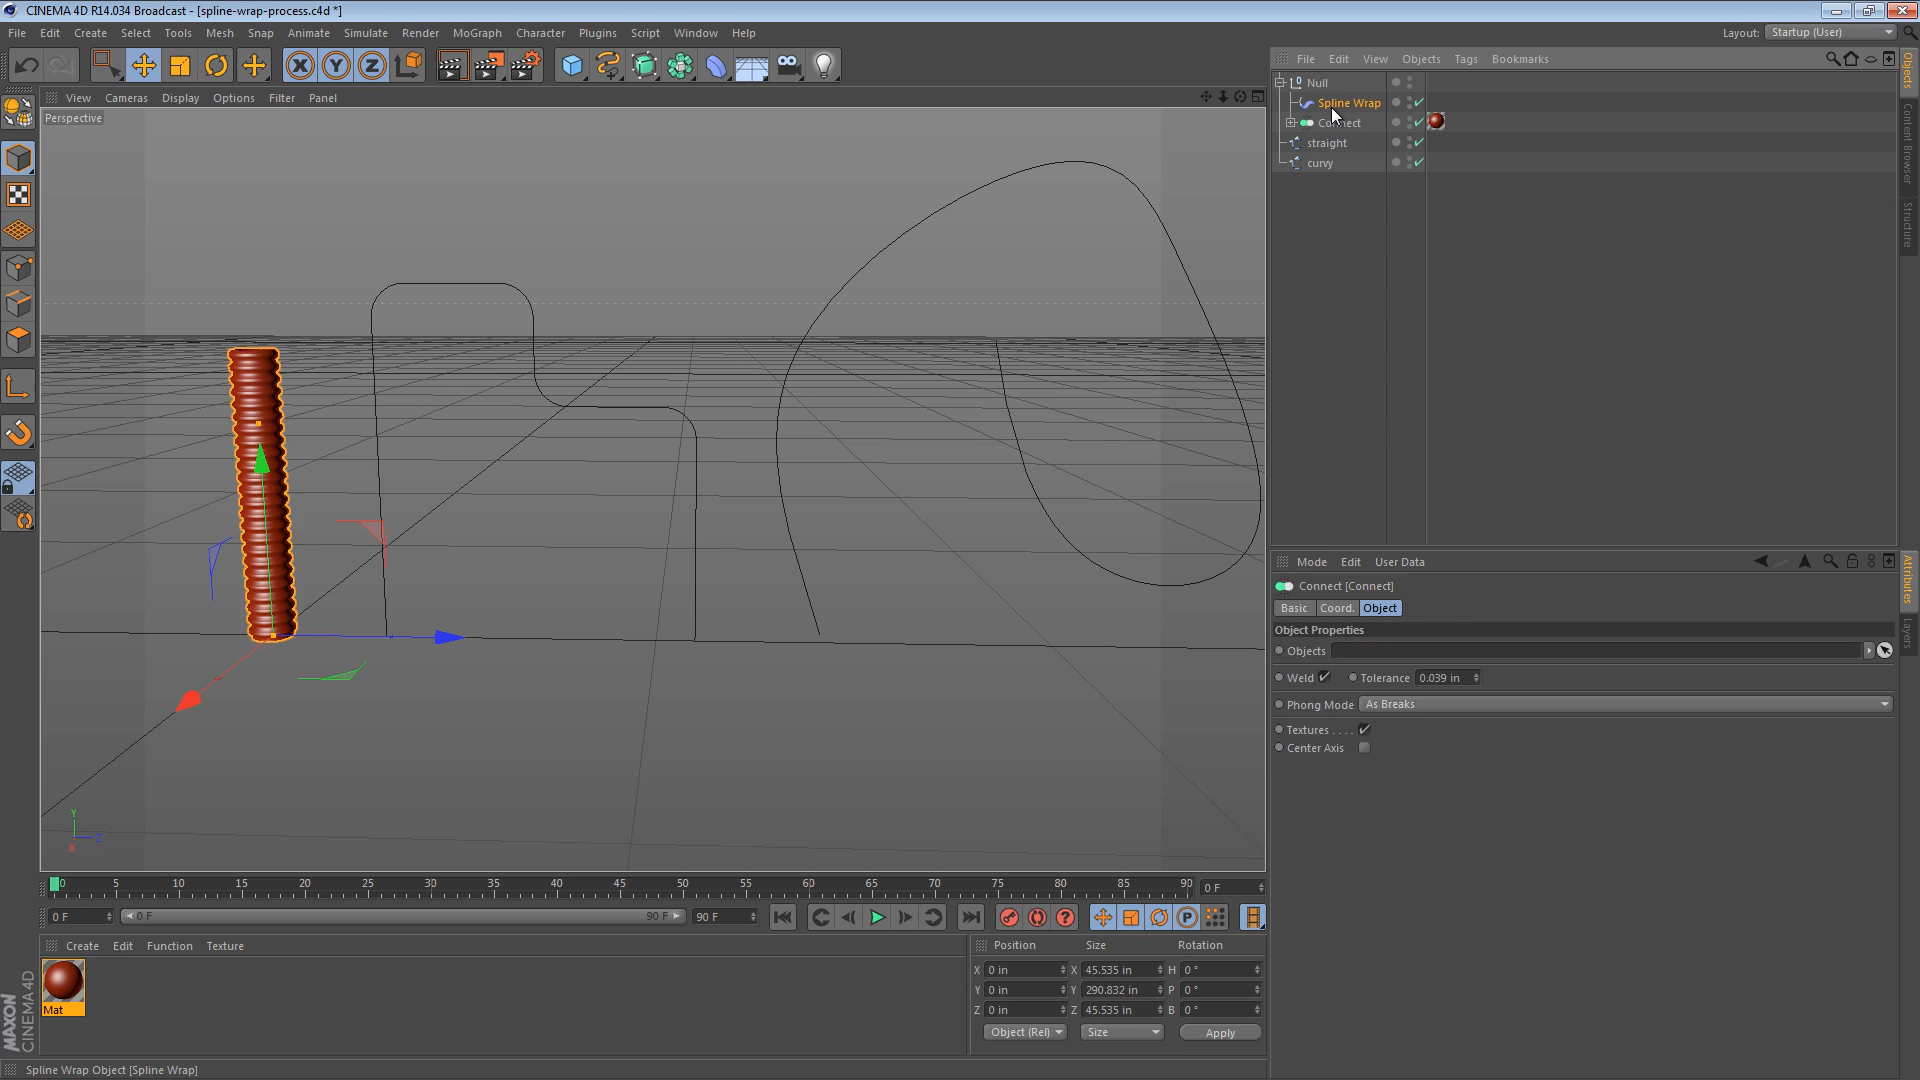 CINEMA 4D R14.034 Broadcast - [spline-wrap-process.c4d *]
File Edit Create Select Tools Mesh Snap Animate Simulate Render MoGraph Character Plugins Script Window Help
Layout: Startup (User)
File Edit View Objects Tags Bookmarks
Null
Spline Wrap
Connect
straight
curvy
Objects
Content Browser
Structure
View Cameras Display Options Filter Panel
Perspective
Y
X
Z
Mode Edit User Data
Connect [Connect]
Basic Coord. Object
Object Properties
Objects
Weld Tolerance 0.039 in
Phong Mode As Breaks
Textures . . . .
Center Axis
Attributes
Layers
0 5 10 15 20 25 30 35 40 45 50 55 60 65 70 75 80 85 90 0 F
0 F 0 F 90 F 90 F
Create Edit Function Texture
Mat
Position Size Rotation
X 0 in X 45.535 in H 0 °
Y 0 in Y 290.832 in P 0 °
Z 0 in Z 45.535 in B 0 °
Object (Rel) Size Apply
MAXON
CINEMA 4D
Spline Wrap Object [Spline Wrap]